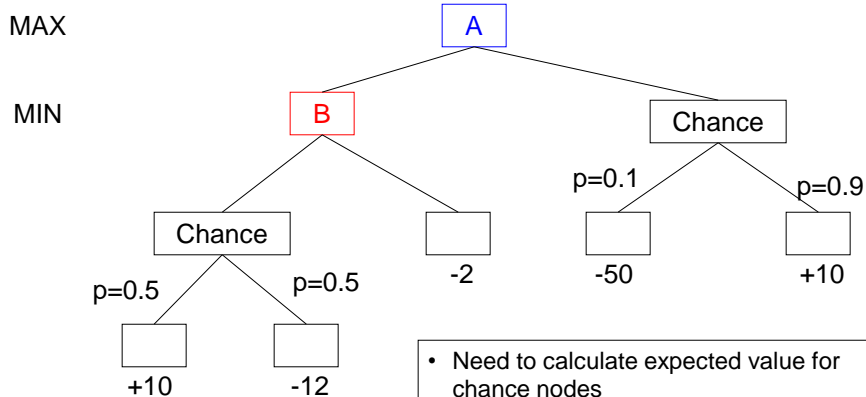 MAX
A
MIN
B
Chance
p=0.1
p=0.9
Chance
-2
-50
+10
p=0.5
p=0.5
+10
-12
• Need to calculate expected value for
chance nodes